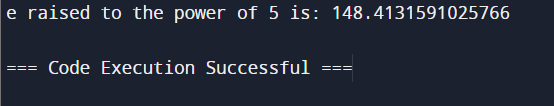 e raised to the power of 5 is: 148.4131591025766
=== Code Execution Successful ===